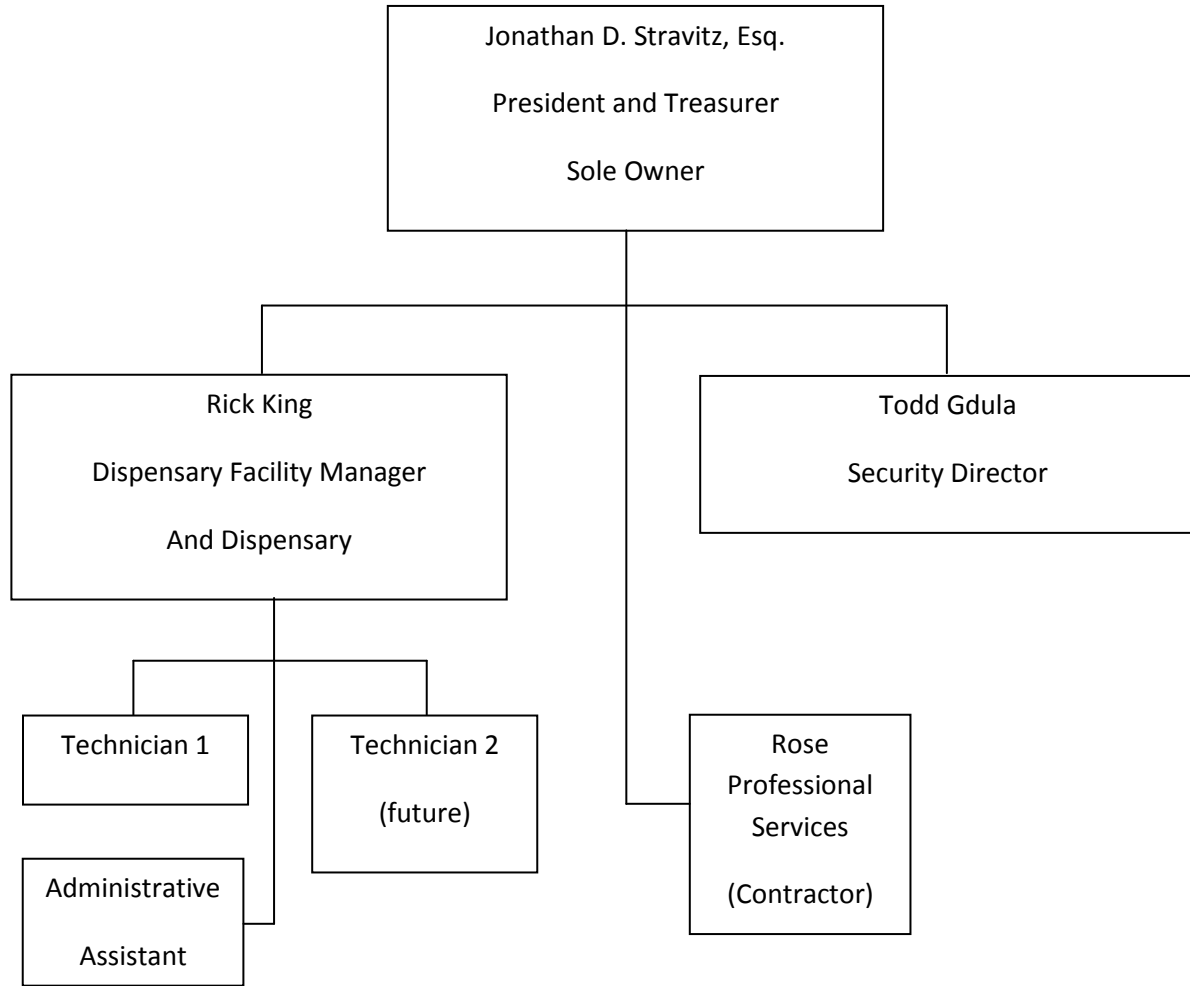 Jonathan D. Stravitz, Esq.
President and Treasurer
Sole Owner
Rick King
Dispensary Facility Manager
And Dispensary
Todd Gdula
Security Director
Technician 1
Technician 2
(future)
Administrative
Assistant
Rose
Professional
Services
(Contractor)